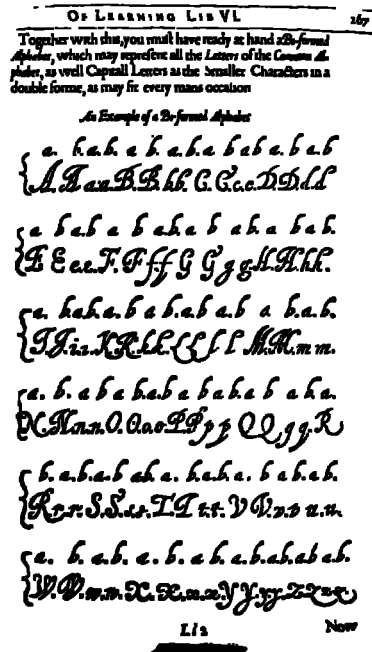 OF LEARNING LIB VI. 267
Together with this, you must have ready at hand a Bi-formed
Alphabet, which may represent all the Letters of the Common Al-
phabet, as well Capitall Letters as the Smaller Characters in a
double forme, as may fit every mans occasion
An Example of a Bi-formed Alphabet
a. b. a. b. a b. a. b. a b a b a. b a b
A. A a.a. B. B. b.b. C. C. c.c. D. D. d.d
a b a.b a b a b. a b a b. a b a b.
E E e.e. F. F f.f G G g g. H. H. h.h.
a. b.a.b. a b a.b.a.b a.b a b.a.b.
I. I. i.i. K. K. k.k. L L l l M. M. m m.
a. b. a b a b.a.b a b a b a b a b.a.
N. N. n.n. O. O. o.o P. P. p p Q Q. q q. R
b. a.b.a.b a b. a. b a.b.a. b a b a b.
R. r. r. S. S. s.s. T. T t.t. V V. v.v u.u.
a. b. a.b. a. b. a b. a b. a.b.a b.a b a.b.
W. W. w.w. X. X. x.x. Y Y. y.y. Z Z z.z.
Ll 2 Now